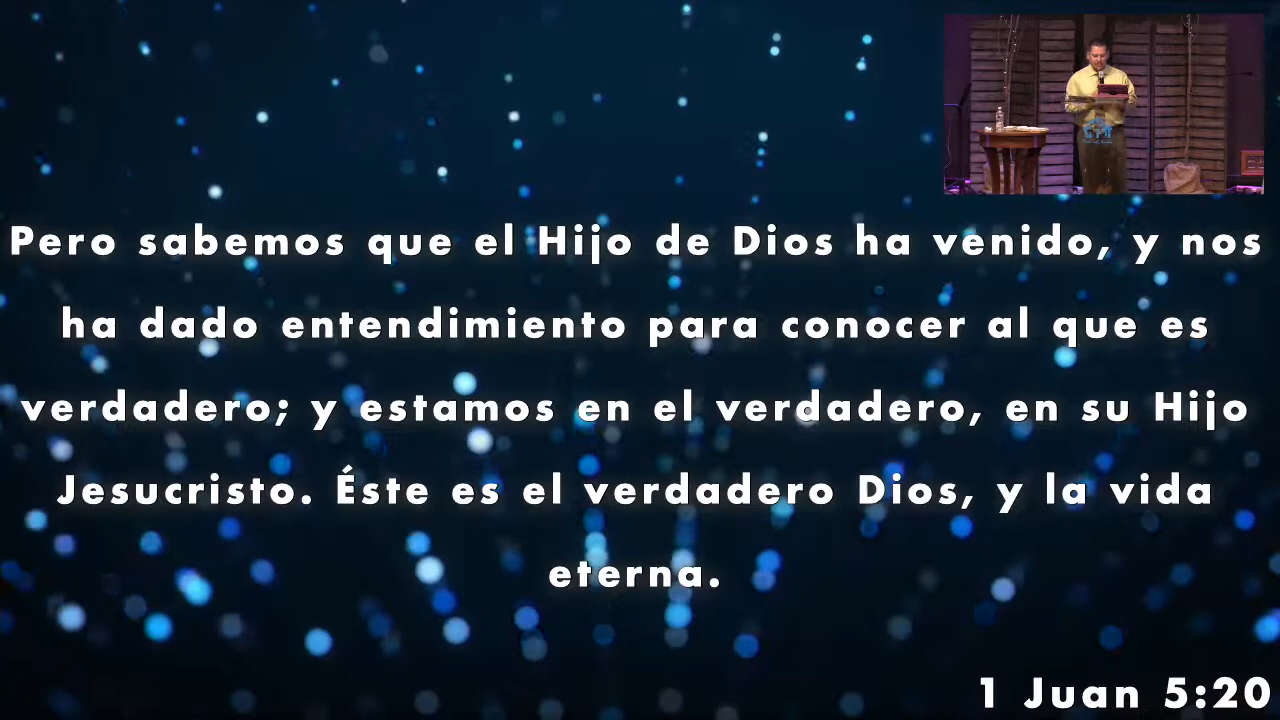 Pero sabemos que el Hijo de Dios ha venido, y nos
ha dado entendimiento para conocer al que es
verdadero; y estamos en el verdadero, en su Hijo
Jesucristo. Éste es el verdadero Dios, y la vida
eterna.
1 Juan 5:20